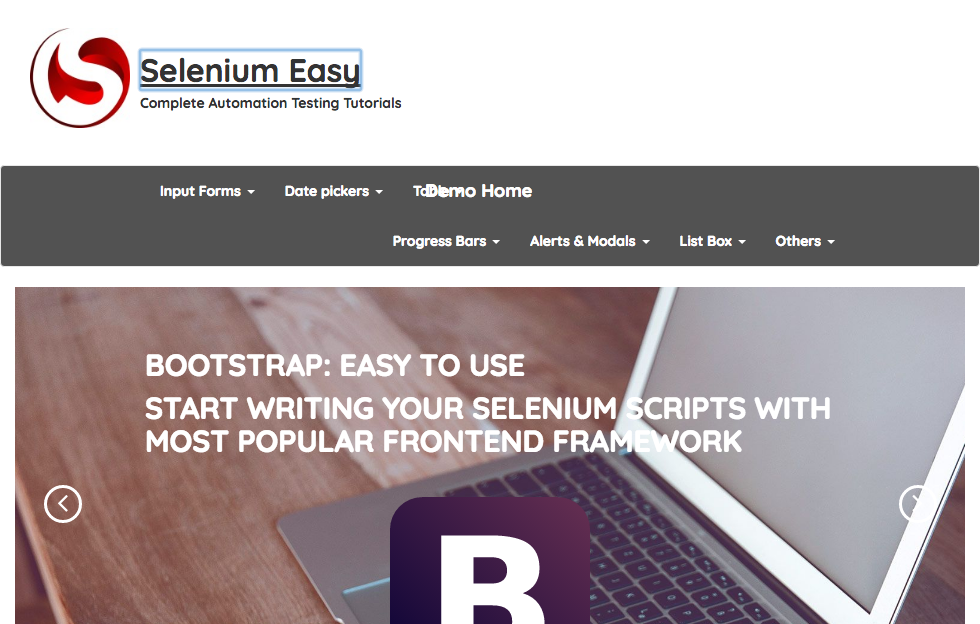 Selenium Easy
Complete Automation Testing Tutorials
Input Forms Date pickers Table Demo Home
Progress Bars Alerts & Modals List Box Others
BOOTSTRAP: EASY TO USE
START WRITING YOUR SELENIUM SCRIPTS WITH
MOST POPULAR FRONTEND FRAMEWORK
B